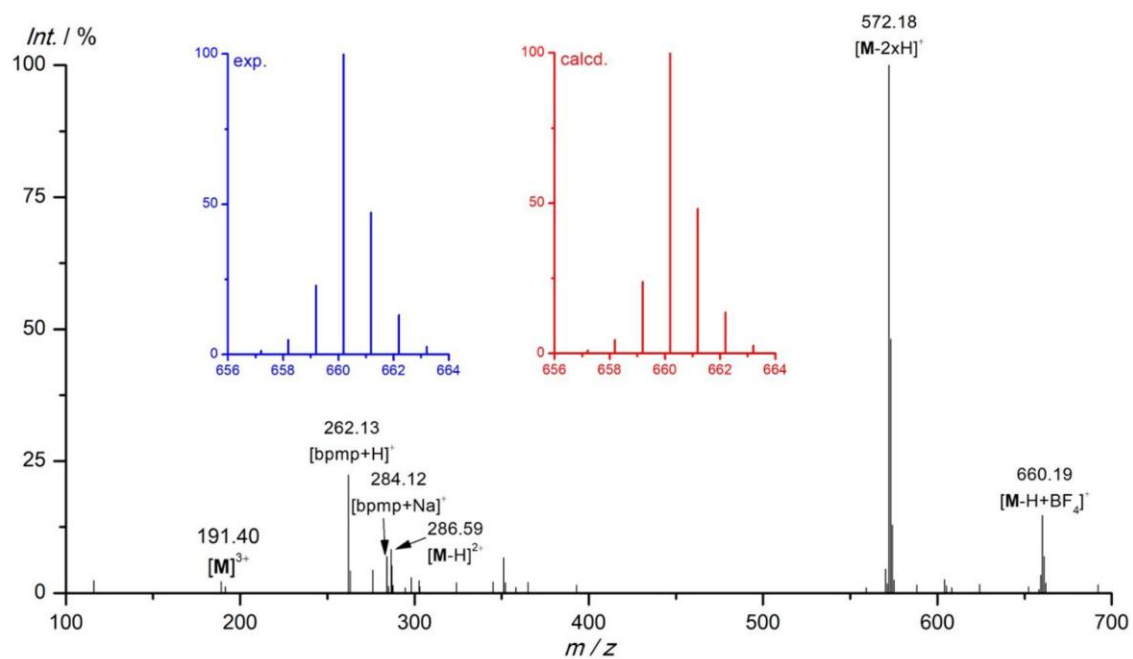 Int. / %
572.18
[M-2xH]⁺
100
75
50
25
0
exp.
100
50
0
656 658 660 662 664
calcd.
100
50
0
656 658 660 662 664
262.13
[bpmp+H]⁺
284.12
[bpmp+Na]⁺
191.40
[M]³⁺
286.59
[M-H]²⁺
660.19
[M-H+BF₄]⁺
100 200 300 400 500 600 700
m / z